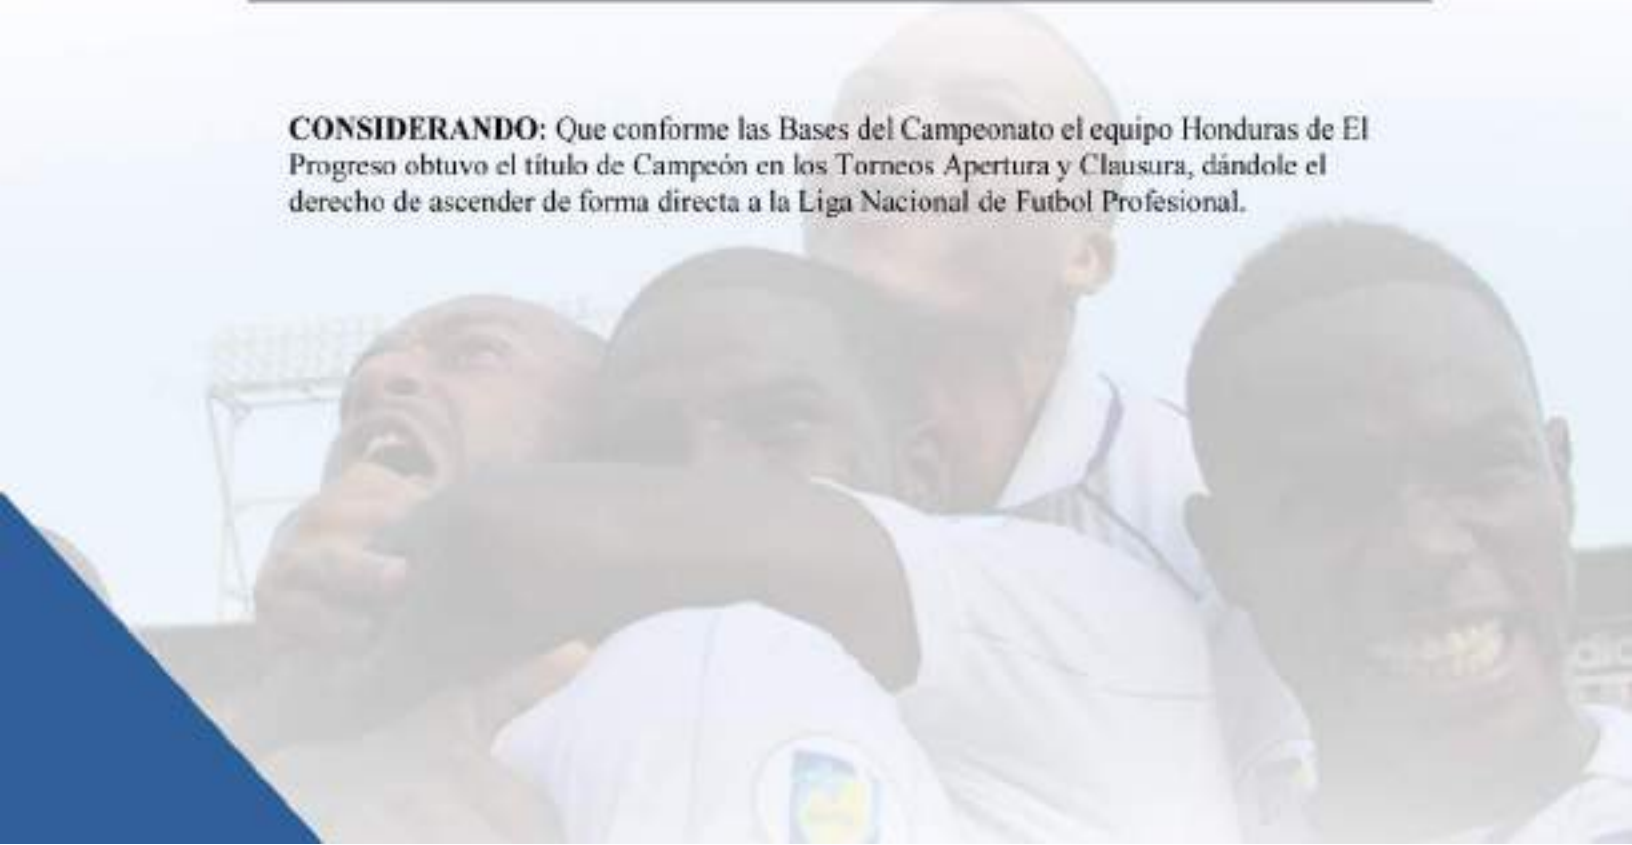 CONSIDERANDO: Que conforme las Bases del Campeonato el equipo Honduras de El
Progreso obtuvo el título de Campeón en los Torneos Apertura y Clausura, dándole el
derecho de ascender de forma directa a la Liga Nacional de Futbol Profesional.